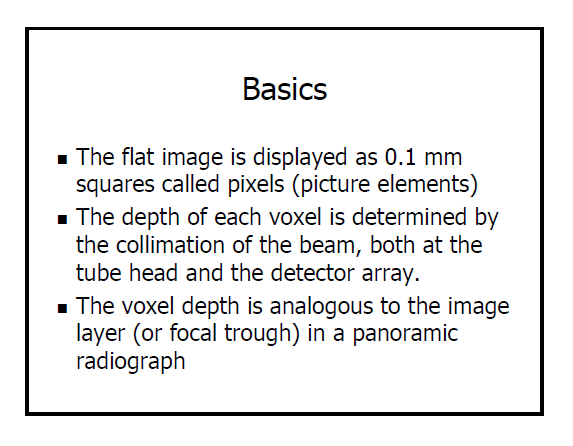 Basics
■ The flat image is displayed as 0.1 mm
squares called pixels (picture elements)
■ The depth of each voxel is determined by
the collimation of the beam, both at the
tube head and the detector array.
■ The voxel depth is analogous to the image
layer (or focal trough) in a panoramic
radiograph